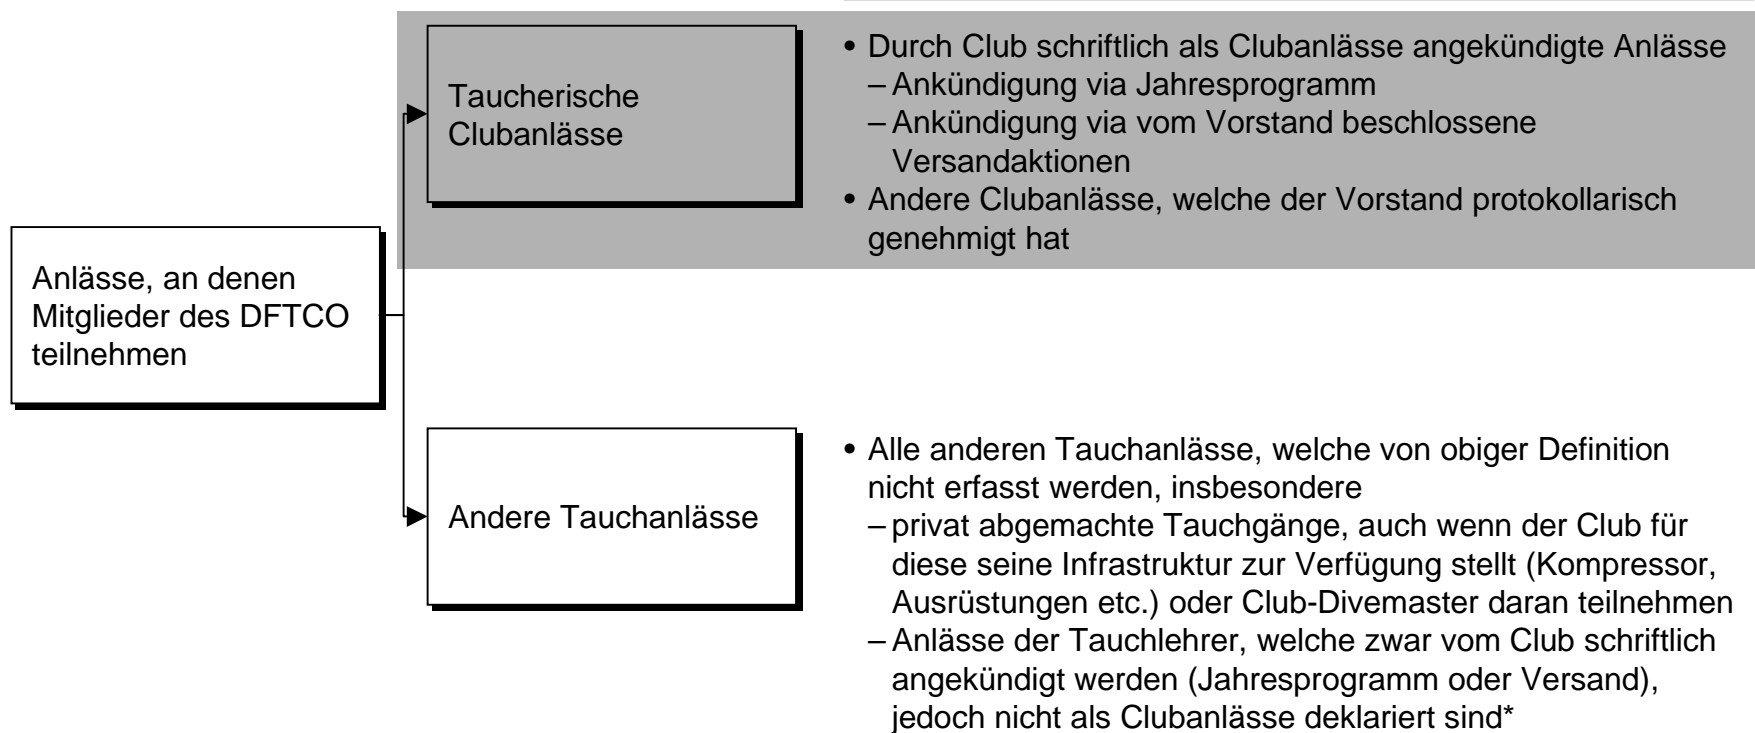 Anlässe, an denen
Mitglieder des DFTCO
teilnehmen
Taucherische
Clubanlässe
• Durch Club schriftlich als Clubanlässe angekündigte Anlässe
– Ankündigung via Jahresprogramm
– Ankündigung via vom Vorstand beschlossene
Versandaktionen
• Andere Clubanlässe, welche der Vorstand protokollarisch
genehmigt hat
Andere Tauchanlässe
• Alle anderen Tauchanlässe, welche von obiger Definition
nicht erfasst werden, insbesondere
– privat abgemachte Tauchgänge, auch wenn der Club für
diese seine Infrastruktur zur Verfügung stellt (Kompressor,
Ausrüstungen etc.) oder Club-Divemaster daran teilnehmen
– Anlässe der Tauchlehrer, welche zwar vom Club schriftlich
angekündigt werden (Jahresprogramm oder Versand),
jedoch nicht als Clubanlässe deklariert sind*